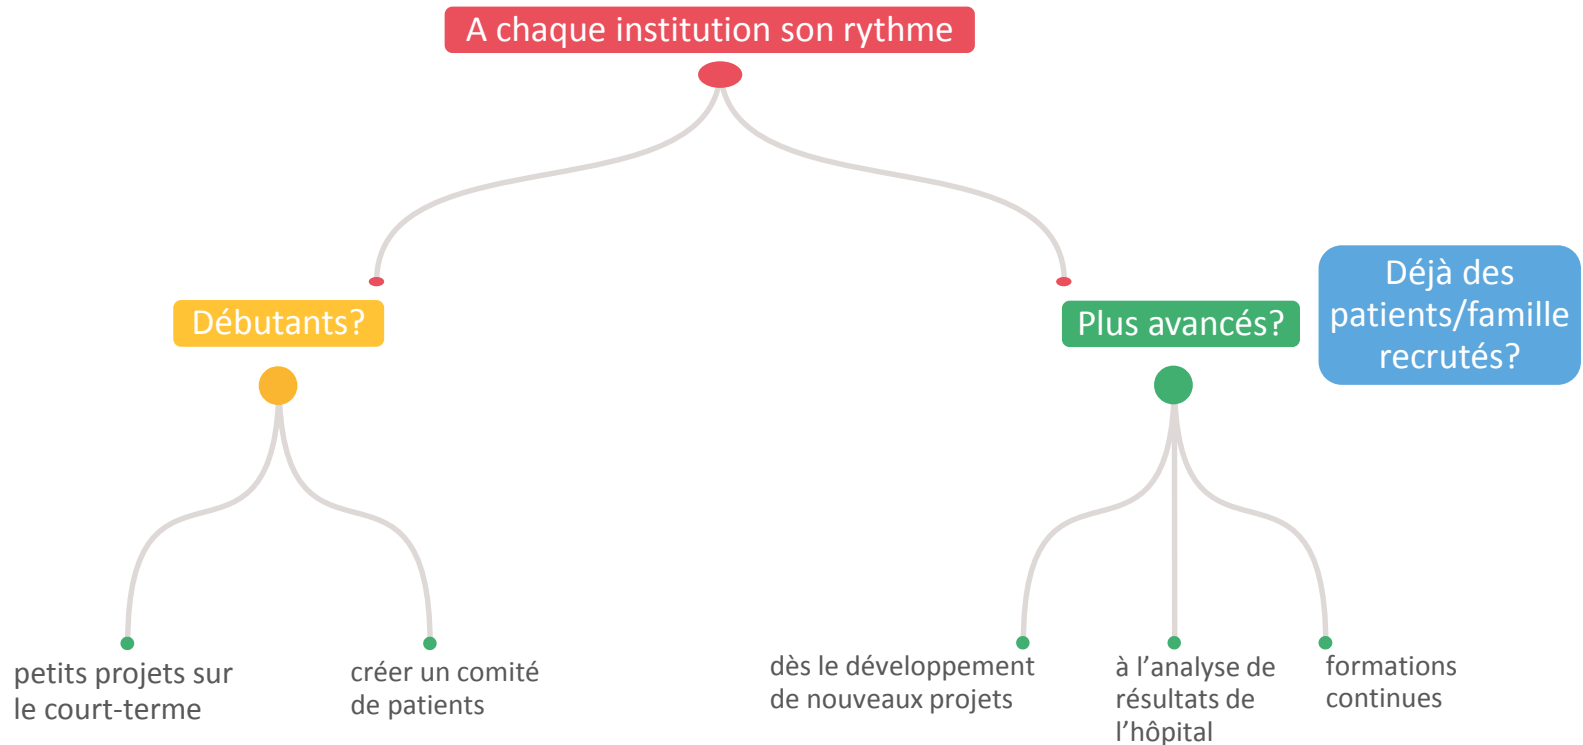 A chaque institution son rythme
Débutants?
Plus avancés?
Déjà des
patients/famille
recrutés?
petits projets sur
le court-terme
créer un comité
de patients
dès le développement
de nouveaux projets
à l’analyse de
résultats de
l’hôpital
formations
continues